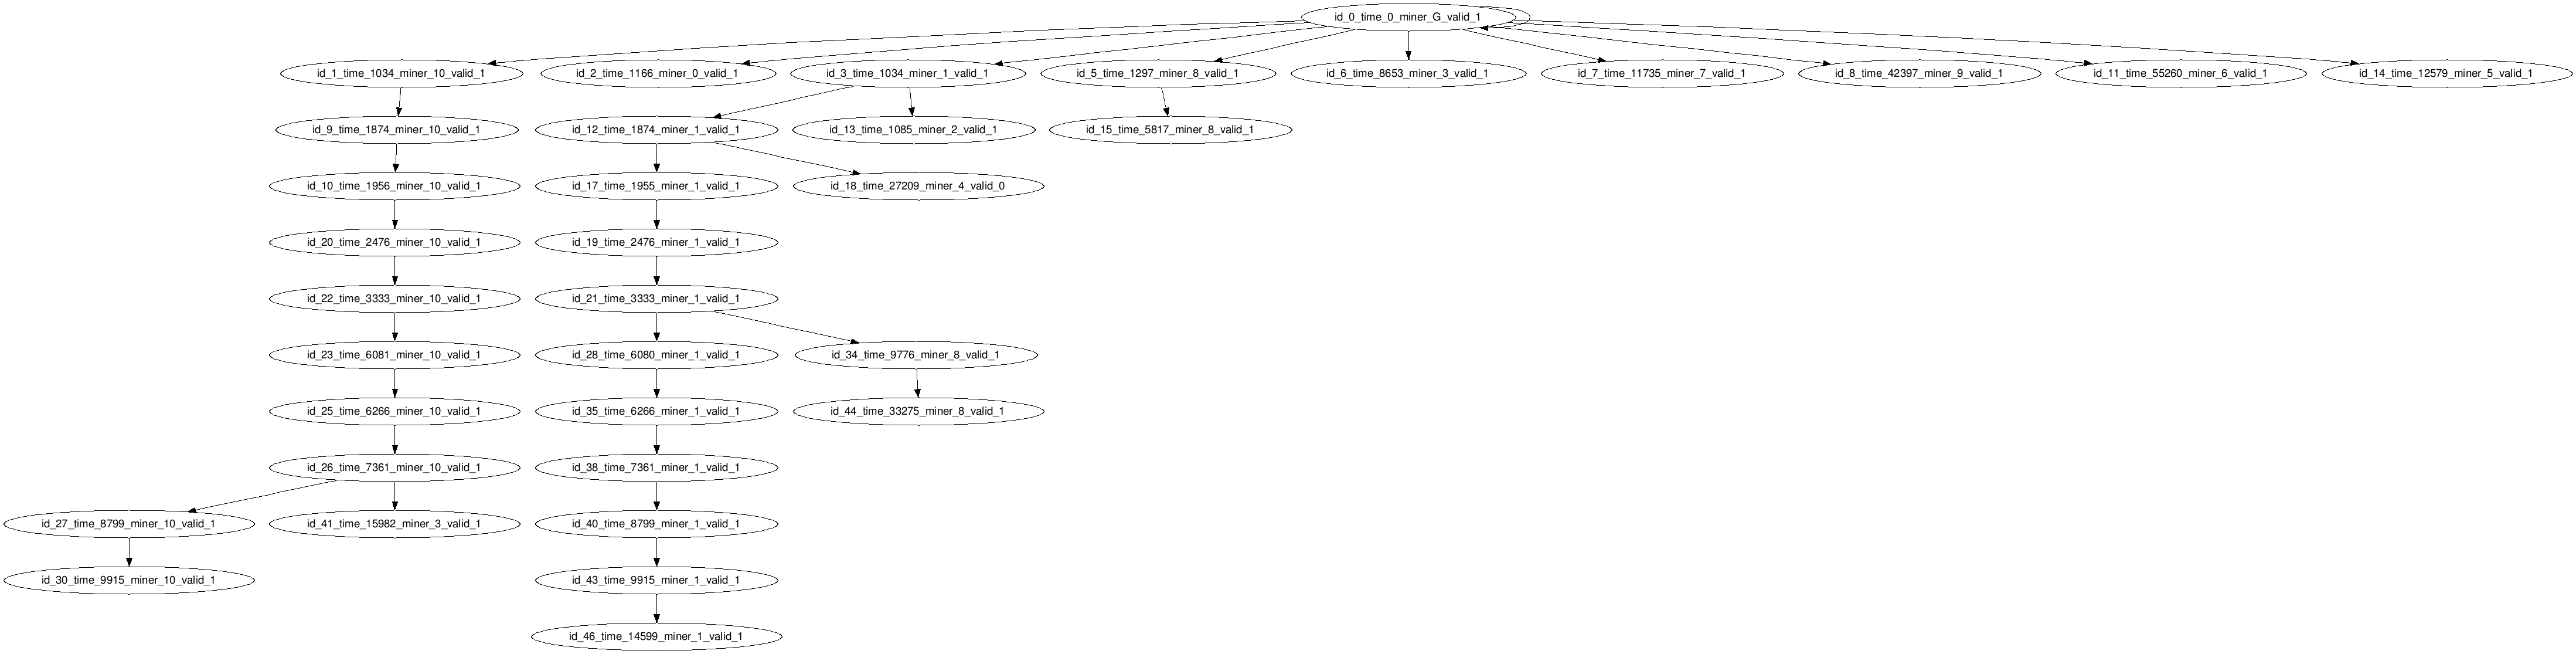 id_0_time_0_miner_G_valid_1
id_1_time_1034_miner_10_valid_1
id_2_time_1166_miner_0_valid_1
id_3_time_1034_miner_1_valid_1
id_5_time_1297_miner_8_valid_1
id_6_time_8653_miner_3_valid_1
id_7_time_11735_miner_7_valid_1
id_8_time_42397_miner_9_valid_1
id_11_time_55260_miner_6_valid_1
id_14_time_12579_miner_5_valid_1
id_9_time_1874_miner_10_valid_1
id_12_time_1874_miner_1_valid_1
id_13_time_1085_miner_2_valid_1
id_15_time_5817_miner_8_valid_1
id_10_time_1956_miner_10_valid_1
id_17_time_1955_miner_1_valid_1
id_18_time_27209_miner_4_valid_0
id_20_time_2476_miner_10_valid_1
id_19_time_2476_miner_1_valid_1
id_22_time_3333_miner_10_valid_1
id_21_time_3333_miner_1_valid_1
id_23_time_6081_miner_10_valid_1
id_28_time_6080_miner_1_valid_1
id_34_time_9776_miner_8_valid_1
id_25_time_6266_miner_10_valid_1
id_35_time_6266_miner_1_valid_1
id_44_time_33275_miner_8_valid_1
id_26_time_7361_miner_10_valid_1
id_38_time_7361_miner_1_valid_1
id_27_time_8799_miner_10_valid_1
id_41_time_15982_miner_3_valid_1
id_40_time_8799_miner_1_valid_1
id_30_time_9915_miner_10_valid_1
id_43_time_9915_miner_1_valid_1
id_46_time_14599_miner_1_valid_1